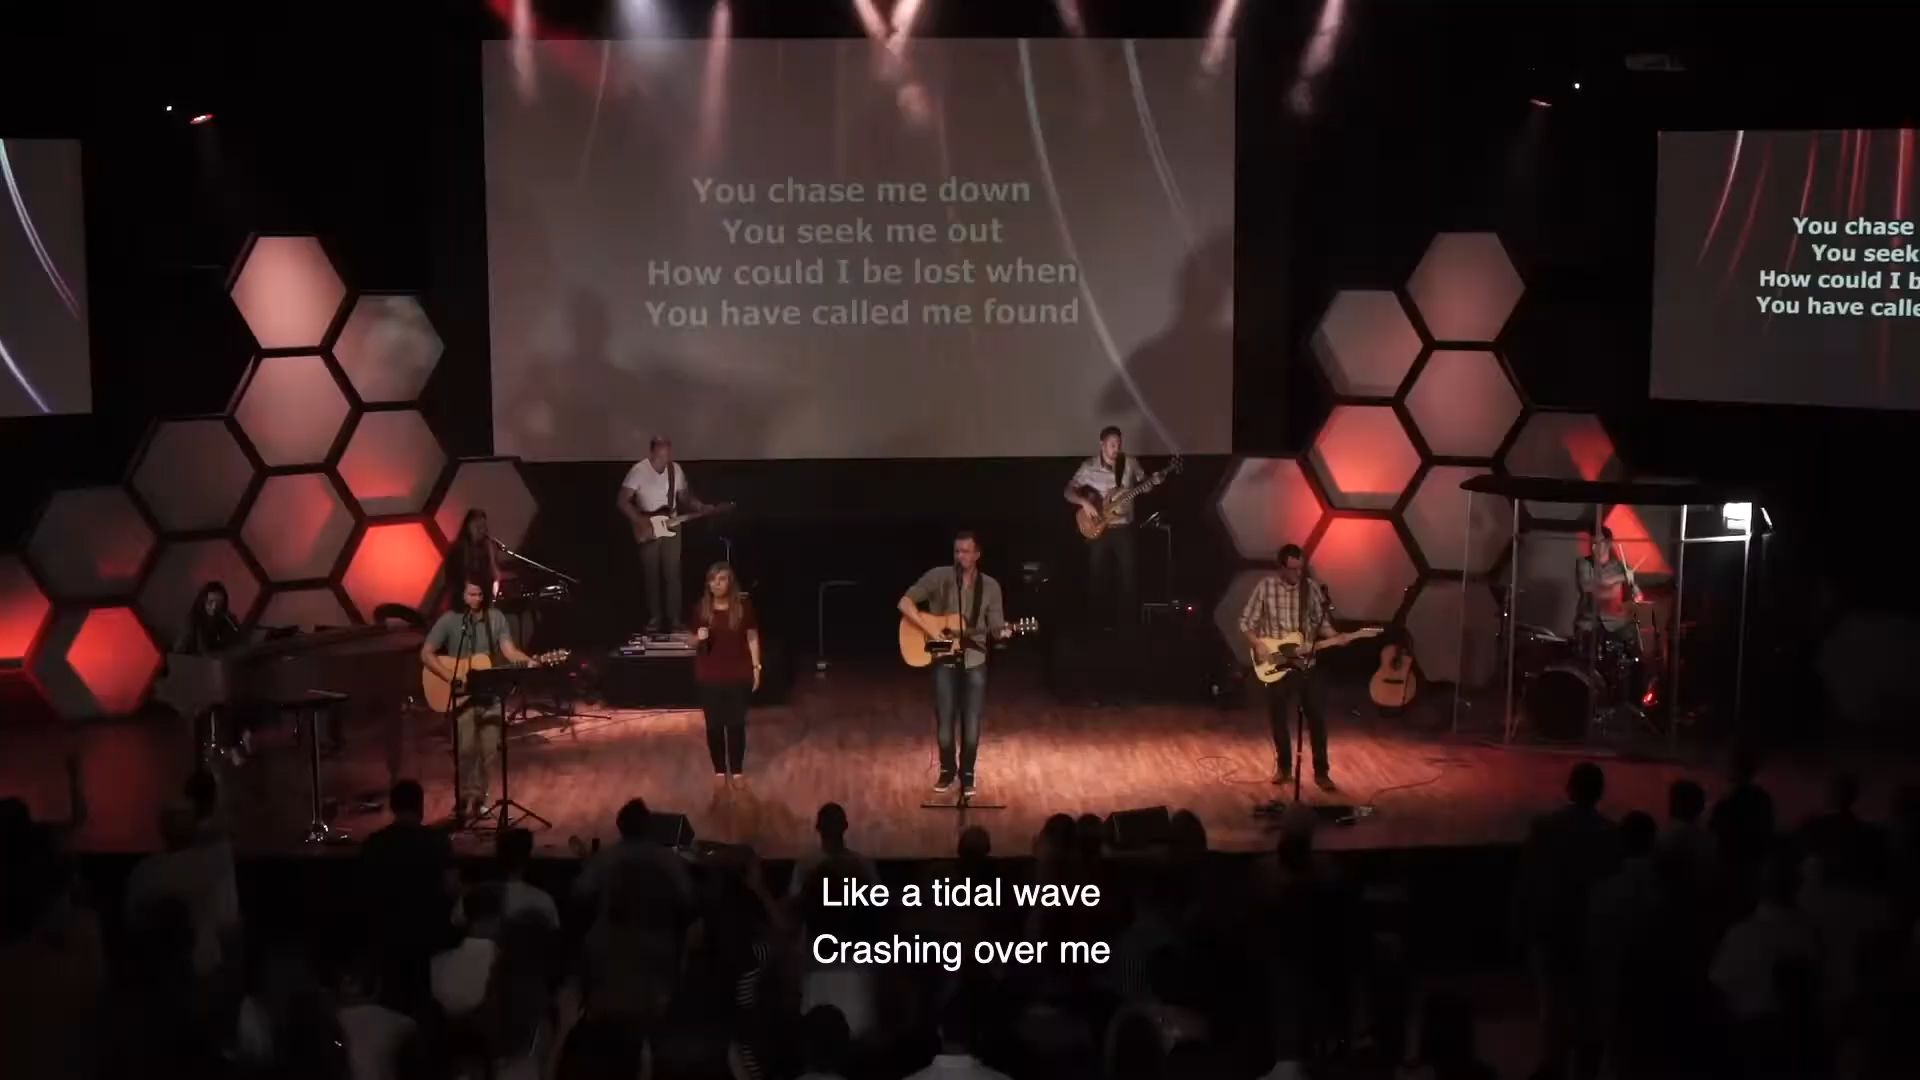 You chase me down
You seek me out
How could I be lost when
You have called me found
You chase
You seek
How could I b
You have calle
Like a tidal wave
Crashing over me